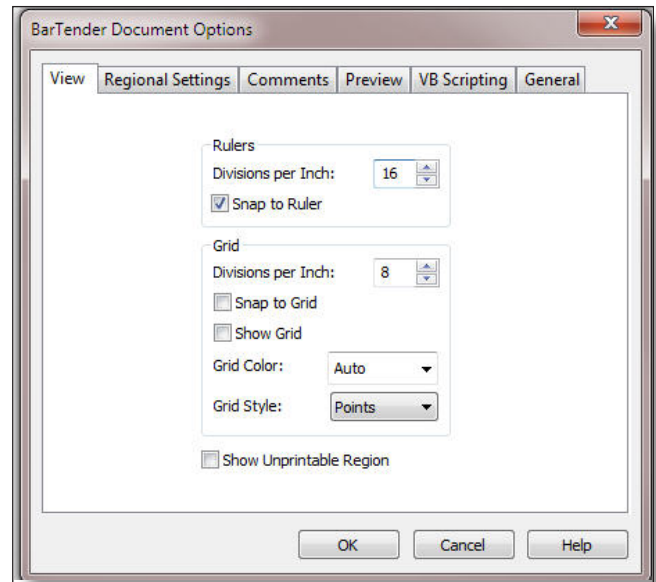 BarTender Document Options
View Regional Settings Comments Preview VB Scripting General
Rulers
Divisions per Inch: 16
Snap to Ruler
Grid
Divisions per Inch: 8
Snap to Grid
Show Grid
Grid Color: Auto
Grid Style: Points
Show Unprintable Region
OK Cancel Help